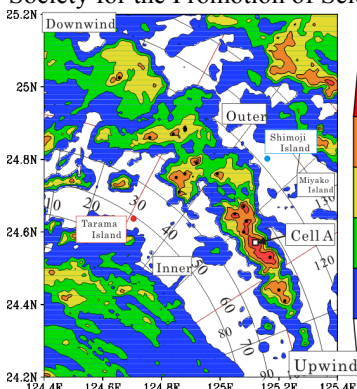 Society for the Promotion of Sci
25.2N
Downwind
25N
Outer
Shimoji
Island
24.8N
Miyako
Island
10
20
30
Tarama
Island
40
130
24.6N
Cell A
Inner
50
120
60
24.4N
80
70
90
Upwind
24.2N
124.4E 124.6E 124.8E 125E 125.2E 125.4E